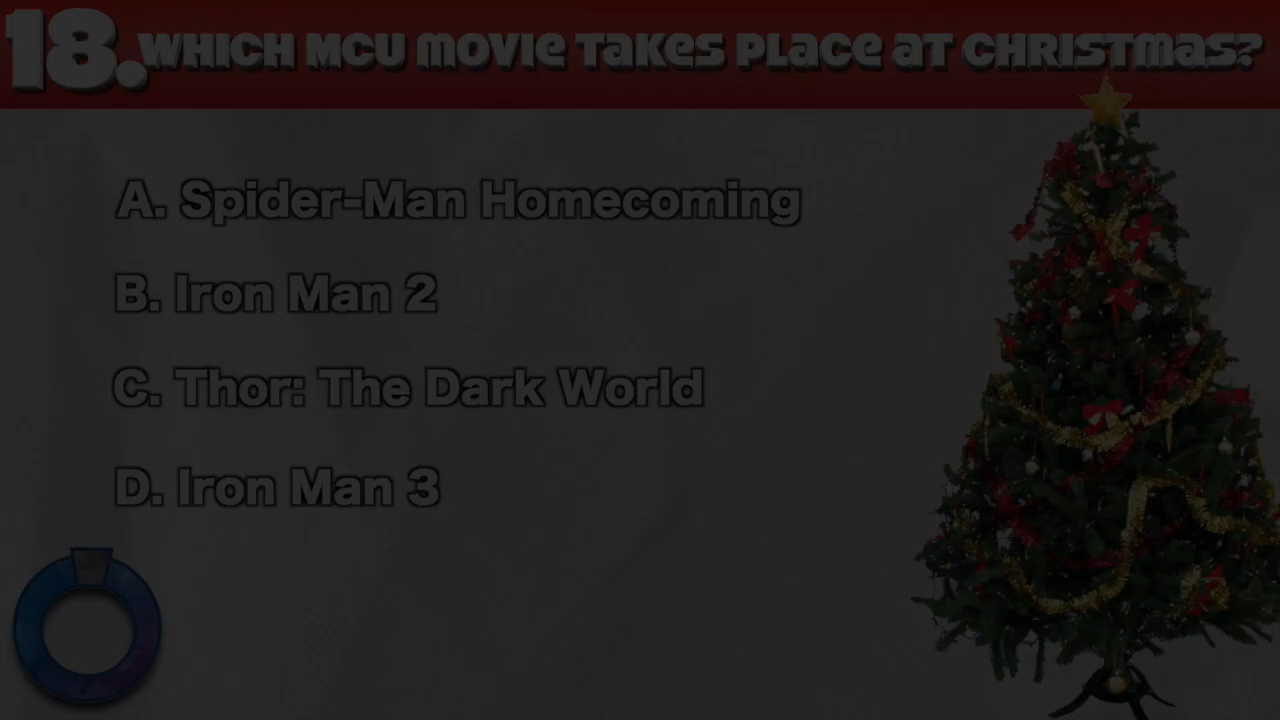 18. WHICH MCU MOVIE TAKES PLACE AT CHRISTMAS?
A. Spider-Man Homecoming
B. Iron Man 2
C. Thor: The Dark World
D. Iron Man 3